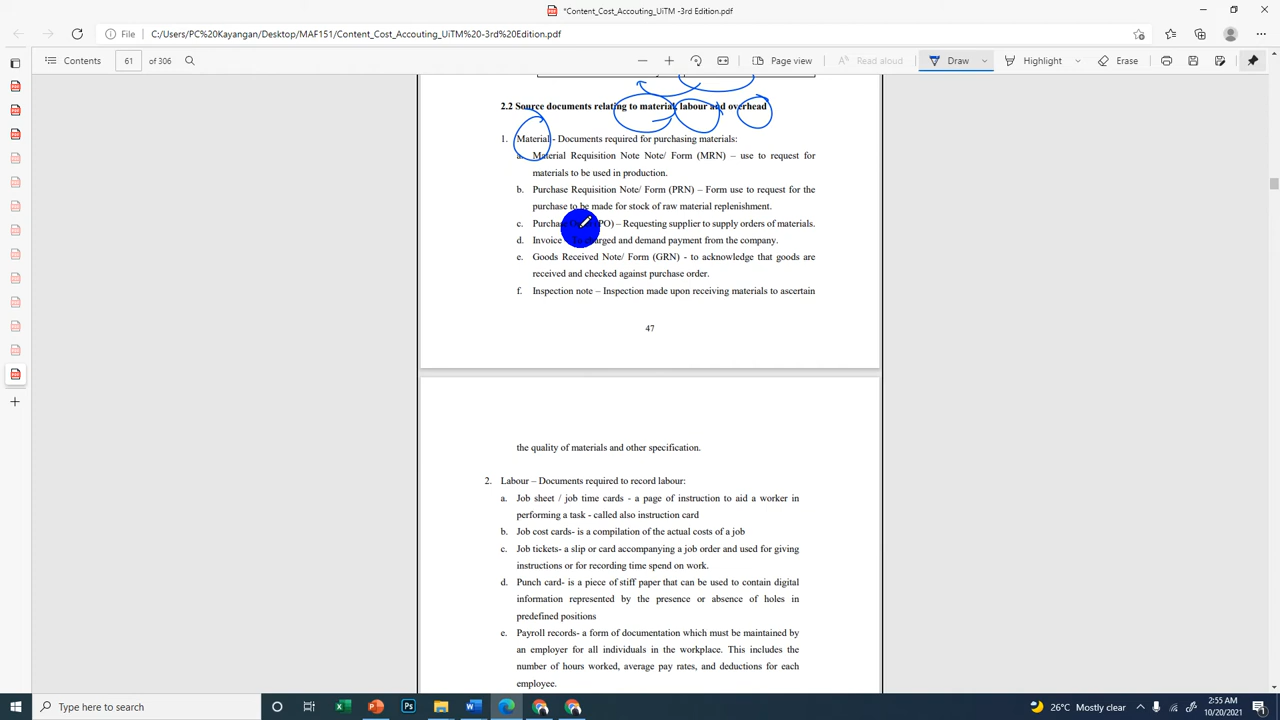 *Content_Cost_Accouting_UiTM -3rd Edition.pdf
File
C:/Users/PC%20Kayangan/Desktop/MAF151/Content_Cost_Accouting_UiTM%20-3rd%20Edition.pdf
Contents
61
of 306
Page view
Read aloud
Draw
Highlight
Erase
2.2 Source documents relating to material, labour and overhead
1. Material - Documents required for purchasing materials:
a. Material Requisition Note Note/ Form (MRN) – use to request for
materials to be used in production.
b. Purchase Requisition Note/ Form (PRN) – Form use to request for the
purchase to be made for stock of raw material replenishment.
c. Purchase (PO) – Requesting supplier to supply orders of materials.
d. Invoice – To charged and demand payment from the company.
e. Goods Received Note/ Form (GRN) - to acknowledge that goods are
received and checked against purchase order.
f. Inspection note – Inspection made upon receiving materials to ascertain
47
the quality of materials and other specification.
2. Labour – Documents required to record labour:
a. Job sheet / job time cards - a page of instruction to aid a worker in
performing a task - called also instruction card
b. Job cost cards- is a compilation of the actual costs of a job
c. Job tickets- a slip or card accompanying a job order and used for giving
instructions or for recording time spend on work.
d. Punch card- is a piece of stiff paper that can be used to contain digital
information represented by the presence or absence of holes in
predefined positions
e. Payroll records- a form of documentation which must be maintained by
an employer for all individuals in the workplace. This includes the
number of hours worked, average pay rates, and deductions for each
employee.
Type here to search
26°C Mostly clear
2:55 AM
10/20/2021